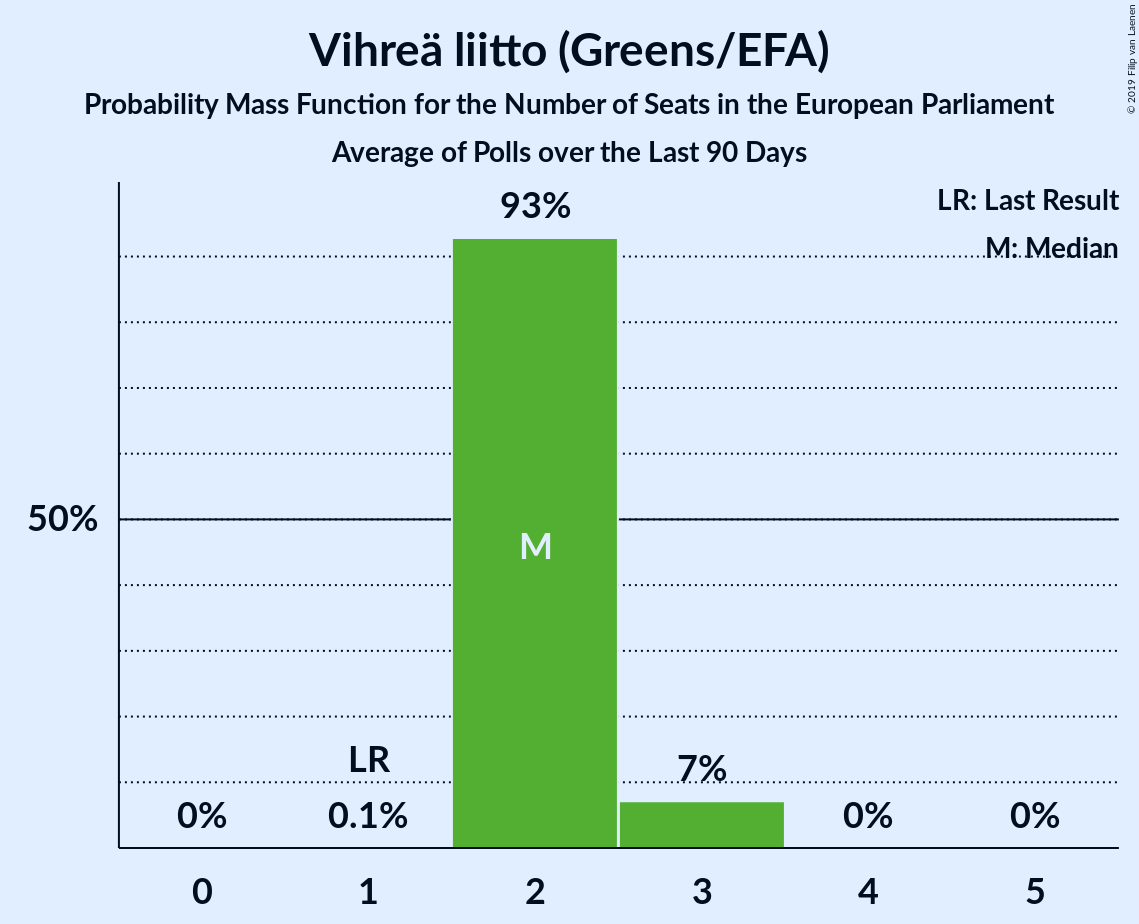 Vihreä liitto (Greens/EFA)
Probability Mass Function for the Number of Seats in the European Parliament
Average of Polls over the Last 90 Days
© 2019 Filip van Laenen
LR: Last Result
M: Median
93%
50%
M
LR
7%
0% 0.1% 0% 0%
0 1 2 3 4 5